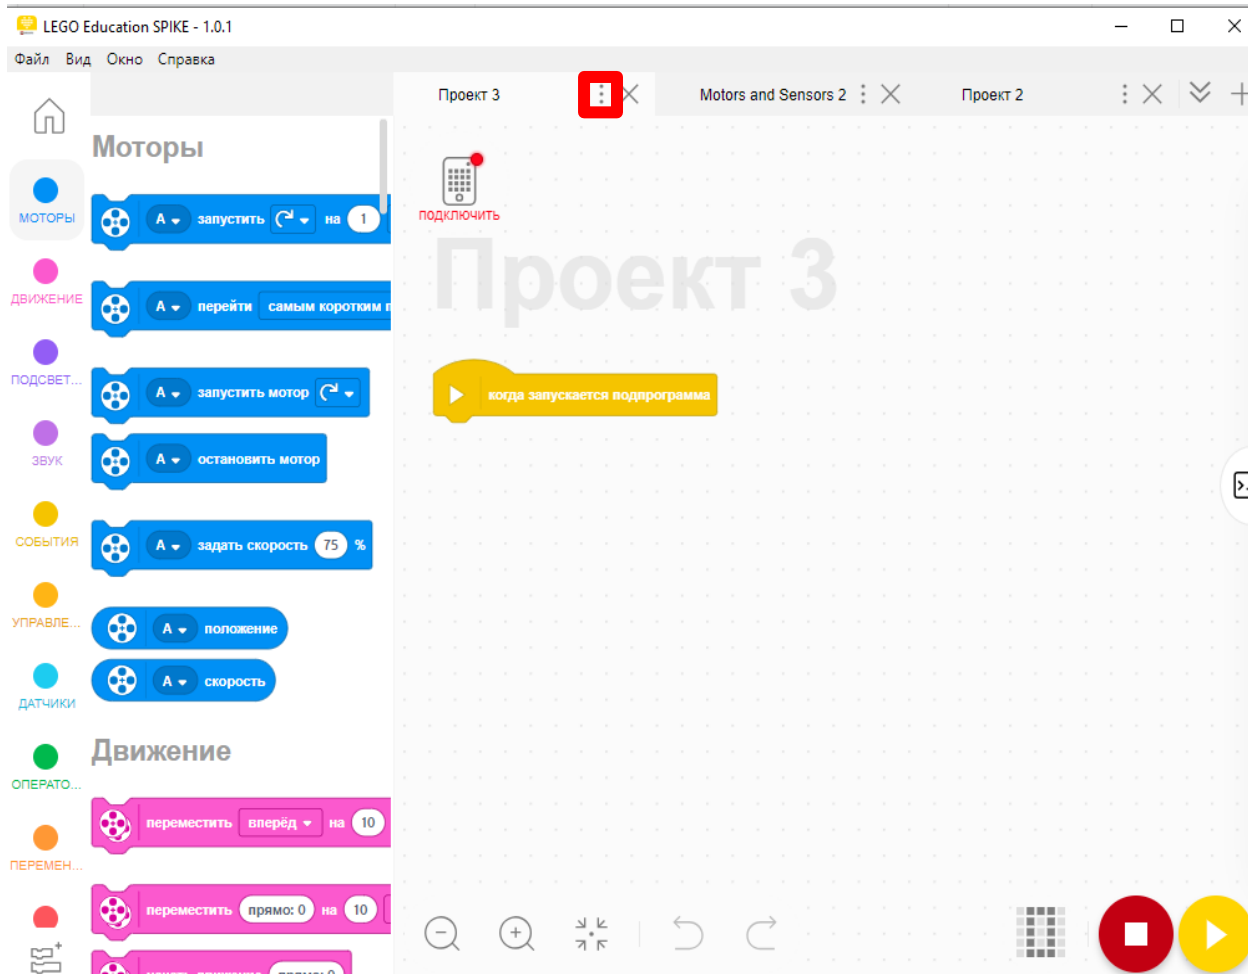 LEGO Education SPIKE - 1.0.1
Файл Вид Окно Справка
Проект 3
Motors and Sensors 2
Проект 2
МОТОРЫ
ДВИЖЕНИЕ
ПОДСВЕТ...
ЗВУК
СОБЫТИЯ
УПРАВЛЕ...
ДАТЧИКИ
ОПЕРАТО...
ПЕРЕМЕН...
Моторы
A запустить на 1
A перейти самым коротким п
A запустить мотор
A остановить мотор
A задать скорость 75 %
A положение
A скорость
Движение
переместить вперёд на 10
переместить прямо: 0 на 10
ПОДКЛЮЧИТЬ
Проект 3
когда запускается подпрограмма